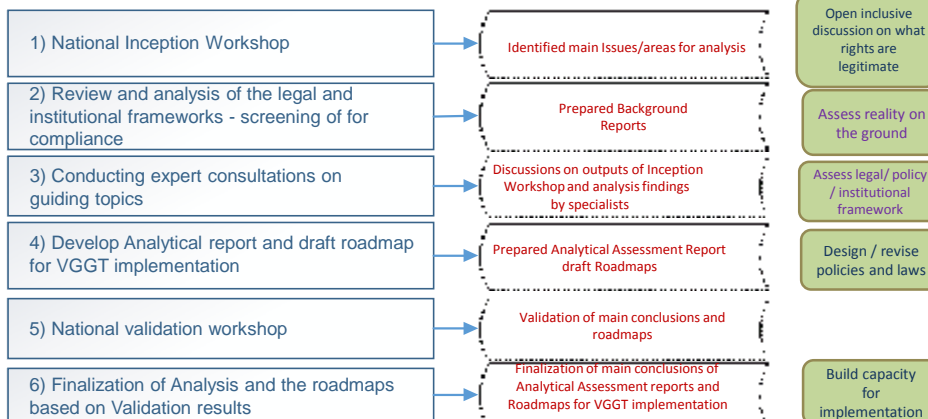 1) National Inception Workshop
Identified main Issues/areas for analysis
Open inclusive
discussion on what
rights are
legitimate
2) Review and analysis of the legal and
institutional frameworks - screening of for
compliance
Prepared Background
Reports
Assess reality on
the ground
3) Conducting expert consultations on
guiding topics
Discussions on outputs of Inception
Workshop and analysis findings
by specialists
Assess legal/ policy
/ institutional
framework
4) Develop Analytical report and draft roadmap
for VGGT implementation
Prepared Analytical Assessment Report
draft Roadmaps
Design / revise
policies and laws
5) National validation workshop
Validation of main conclusions and
roadmaps
6) Finalization of Analysis and the roadmaps
based on Validation results
Finalization of main conclusions of
Analytical Assessment reports and
Roadmaps for VGGT implementation
Build capacity
for
implementation